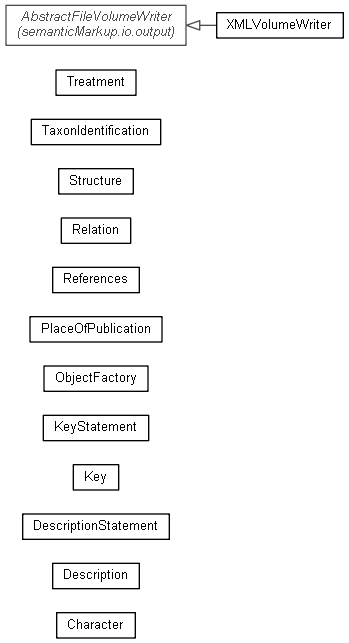 AbstractFileVolumeWriter
(semanticMarkup.io.output)
XMLVolumeWriter
Treatment
TaxonIdentification
Structure
Relation
References
PlaceOfPublication
ObjectFactory
KeyStatement
Key
DescriptionStatement
Description
Character